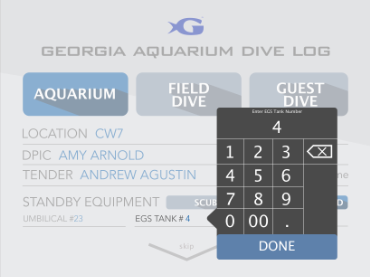 GEORGIA AQUARIUM DIVE LOG
AQUARIUM
FIELD DIVE
GUEST DIVE
LOCATION CW7
DPIC AMY ARNOLD
TENDER ANDREW AGUSTIN
STANDBY EQUIPMENT
UMBILICAL #23
EGS TANK # 4
Enter EGS Tank Number
4
1 2 3
4 5 6
7 8 9
0 00 .
DONE
skip